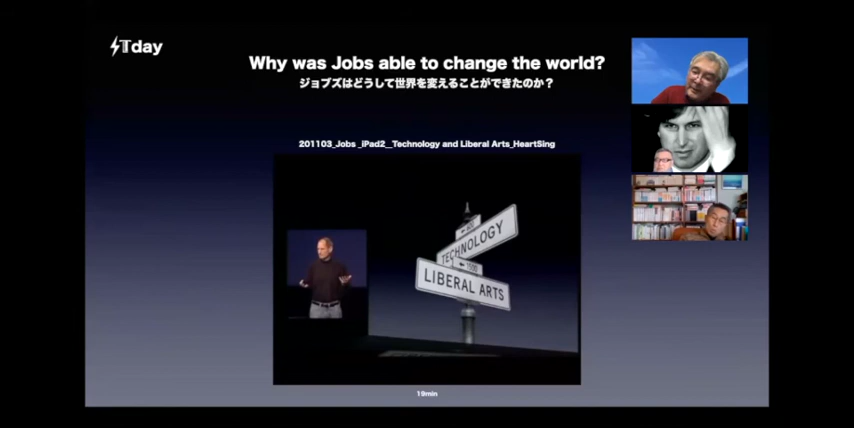 Tday
Why was Jobs able to change the world?
ジョブズはどうして世界を変えることができたのか？
201103_Jobs _iPad2__Technology and Liberal Arts_HeartSing
TECHNOLOGY
1500
LIBERAL ARTS
19min